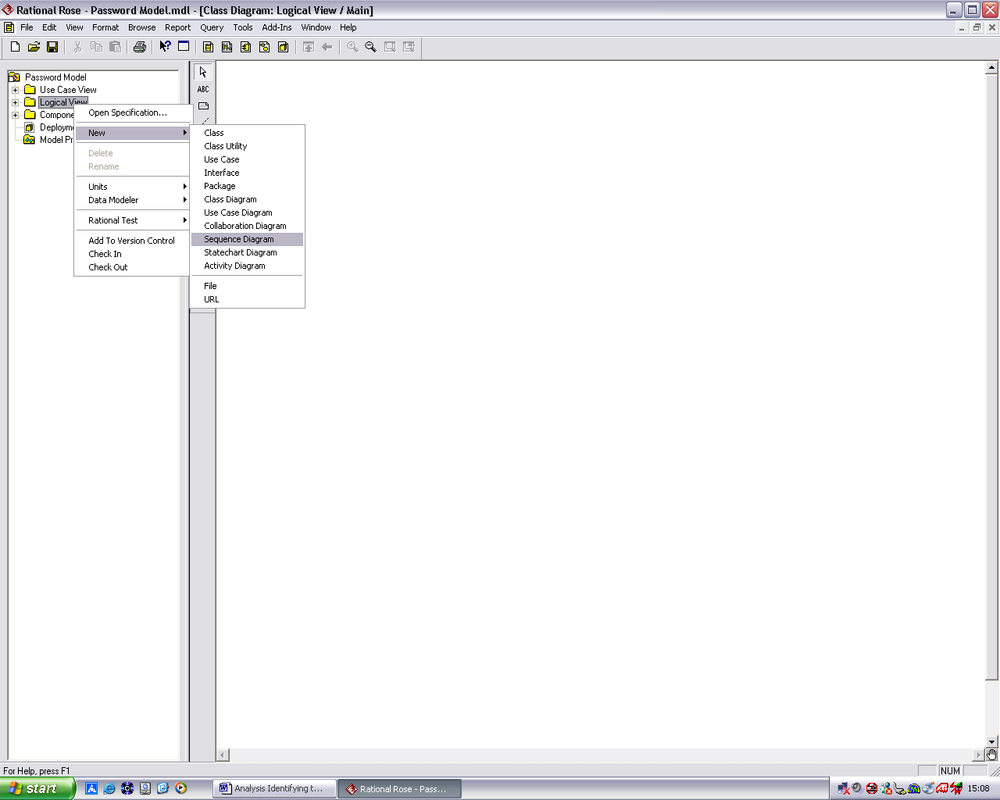 Rational Rose - Password Model.mdl - [Class Diagram: Logical View / Main]
File Edit View Format Browse Report Query Tools Add-Ins Window Help
Password Model
Use Case View
Logical View
Compone
Deploym
Model Pr
ABC
Open Specification...
New
Delete
Rename
Units
Data Modeler
Rational Test
Add To Version Control
Check In
Check Out
Class
Class Utility
Use Case
Interface
Package
Class Diagram
Use Case Diagram
Collaboration Diagram
Sequence Diagram
Statechart Diagram
Activity Diagram
File
URL
For Help, press F1
NUM
start
Analysis Identifying t...
Rational Rose - Pass...
15:08